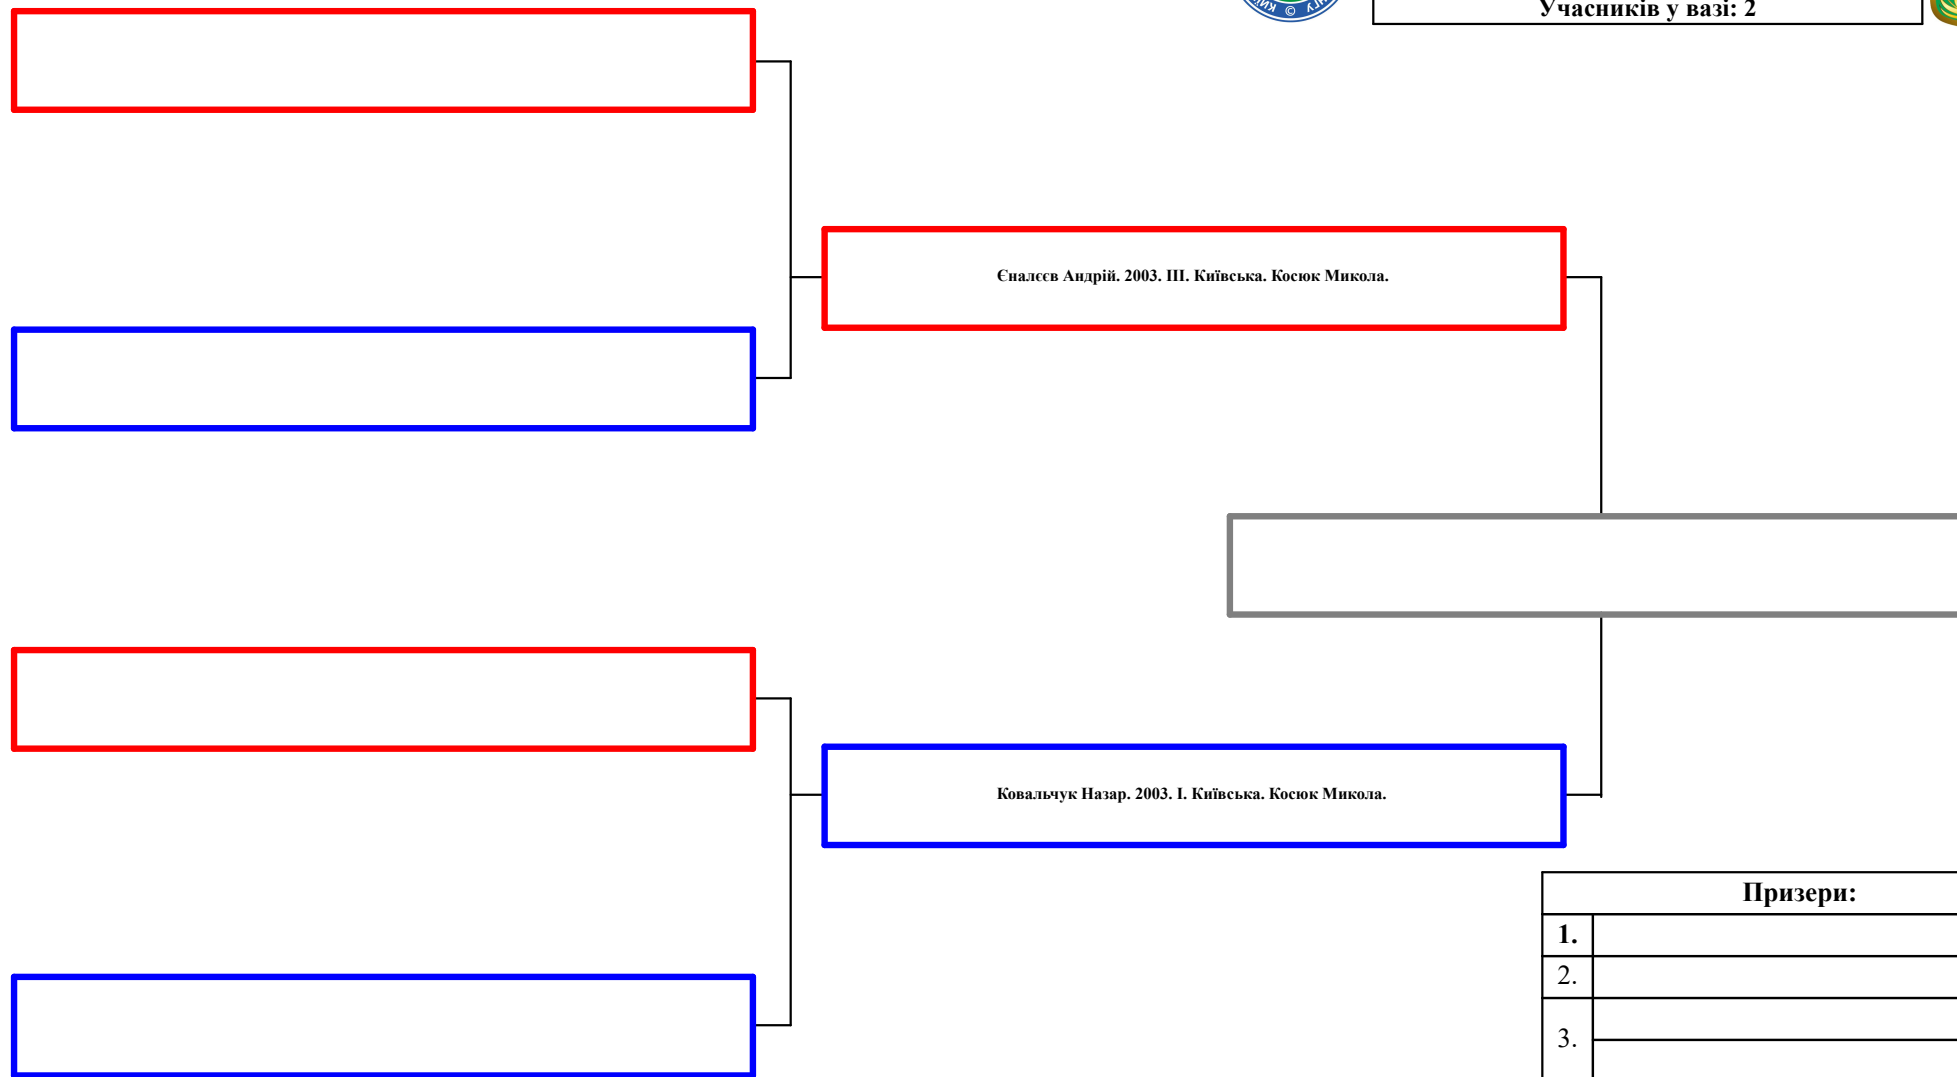 Учасників у вазі: 2
Єналєєв Андрій. 2003. III. Київська. Косюк Микола.
Ковальчук Назар. 2003. I. Київська. Косюк Микола.
Призери:
1.
2.
3.